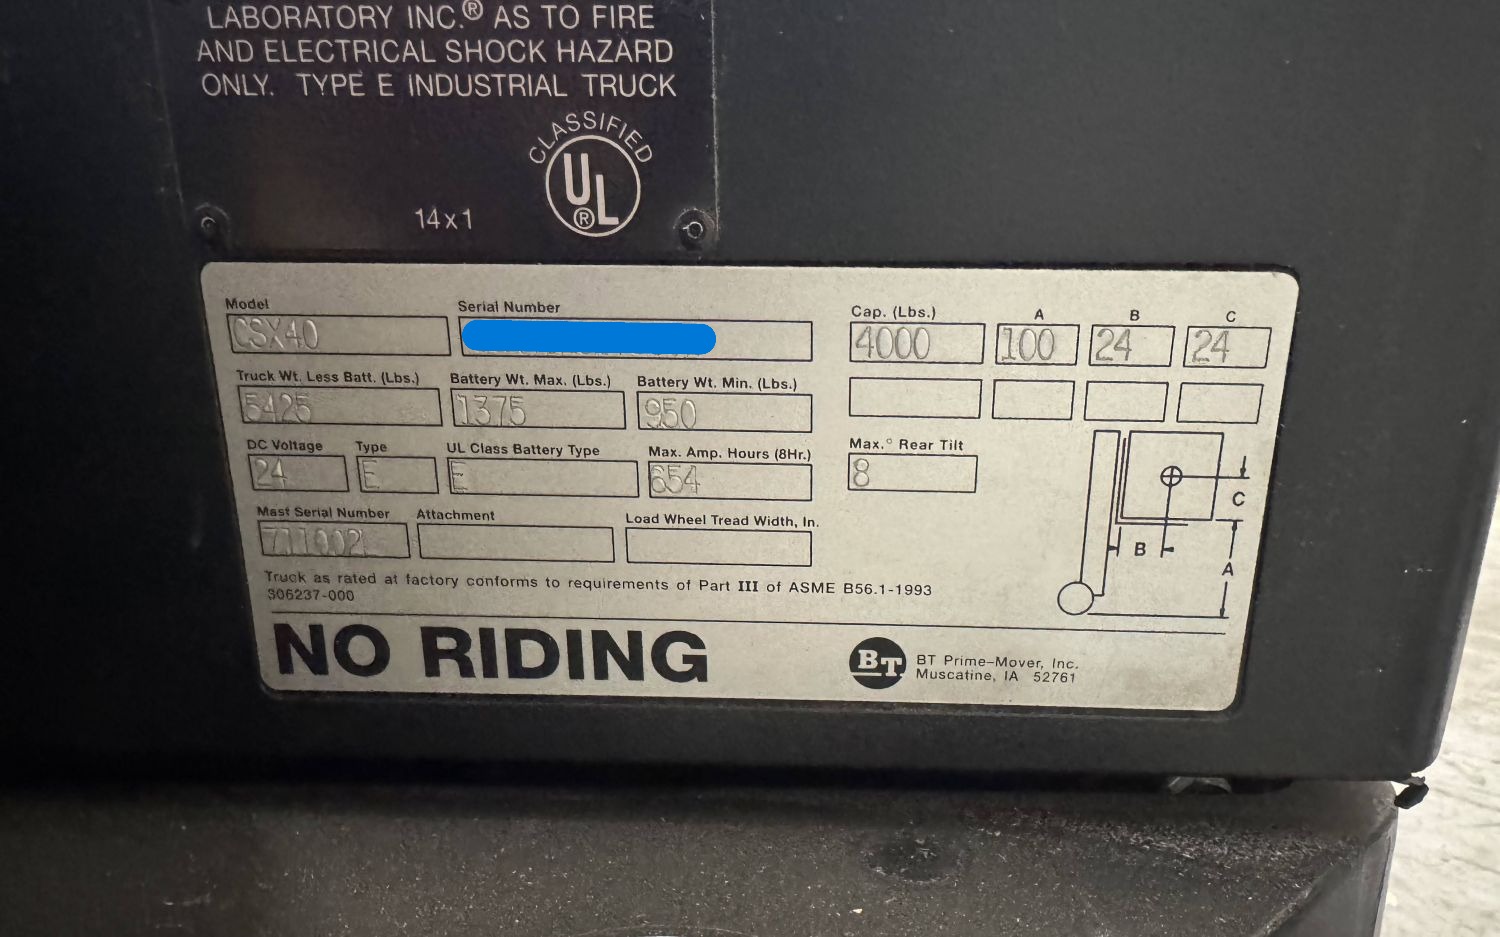 LABORATORY INC.® AS TO FIRE
AND ELECTRICAL SHOCK HAZARD
ONLY. TYPE E INDUSTRIAL TRUCK
CLASSIFIED
UL
®
14x1
Model Serial Number Cap. (Lbs.) A B C
CSX40 4000 100 24 24
Truck Wt. Less Batt. (Lbs.) Battery Wt. Max. (Lbs.) Battery Wt. Min. (Lbs.)
5425 1375 950
DC Voltage Type UL Class Battery Type Max. Amp. Hours (8Hr.) Max.° Rear Tilt
24 E E 654 8
Mast Serial Number Attachment Load Wheel Tread Width, In.
C
B
A
Truck as rated at factory conforms to requirements of Part III of ASME B56.1-1993
306237-000
NO RIDING
BT
BT Prime-Mover, Inc.
Muscatine, IA 52761